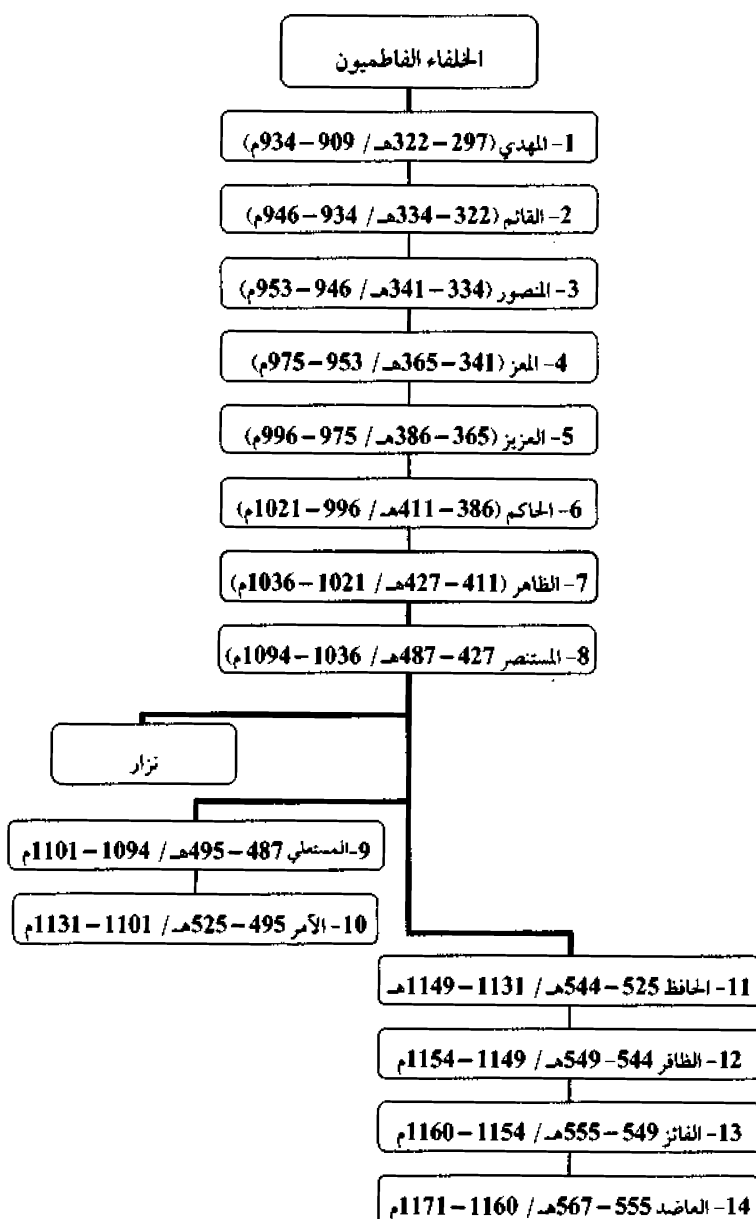 الخلفاء الفاطميون
1- المهدي (297-322هـ / 909-934م)
2- القائم (322-334هـ / 934-946م)
3- المنصور (334-341هـ / 946-953م)
4- المعز (341-365هـ / 953-975م)
5- العزيز (365-386هـ / 975-996م)
6- الحاكم (386-411هـ / 996-1021م)
7- الظاهر (411-427هـ / 1021-1036م)
8- المستنصر 427-487هـ / 1036-1094م)
نزار
9-المستعلي 487-495هـ / 1094-1101م
10- الآمر 495-525هـ / 1101-1131م
11- الحافظ 525-544هـ / 1131-1149هـ
12- الظافر 544-549هـ / 1149-1154م
13- الفائز 549-555هـ / 1154-1160م
14- العاضد 555-567هـ / 1160-1171م